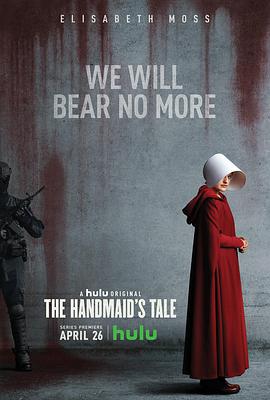 ELISABETH MOSS
WE WILL
BEAR NO MORE
A hulu ORIGINAL
THE HANDMAID'S TALE
SERIES PREMIERE
APRIL 26
hulu